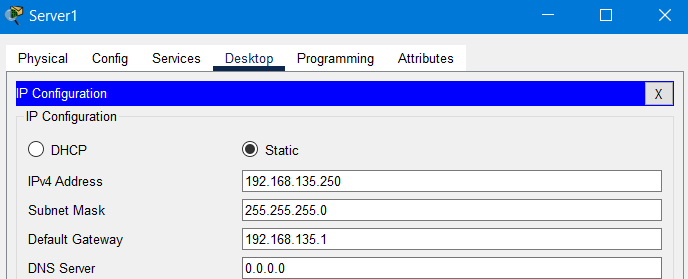 Server1
Physical Config Services Desktop Programming Attributes
IP Configuration X
IP Configuration
DHCP Static
IPv4 Address 192.168.135.250
Subnet Mask 255.255.255.0
Default Gateway 192.168.135.1
DNS Server 0.0.0.0